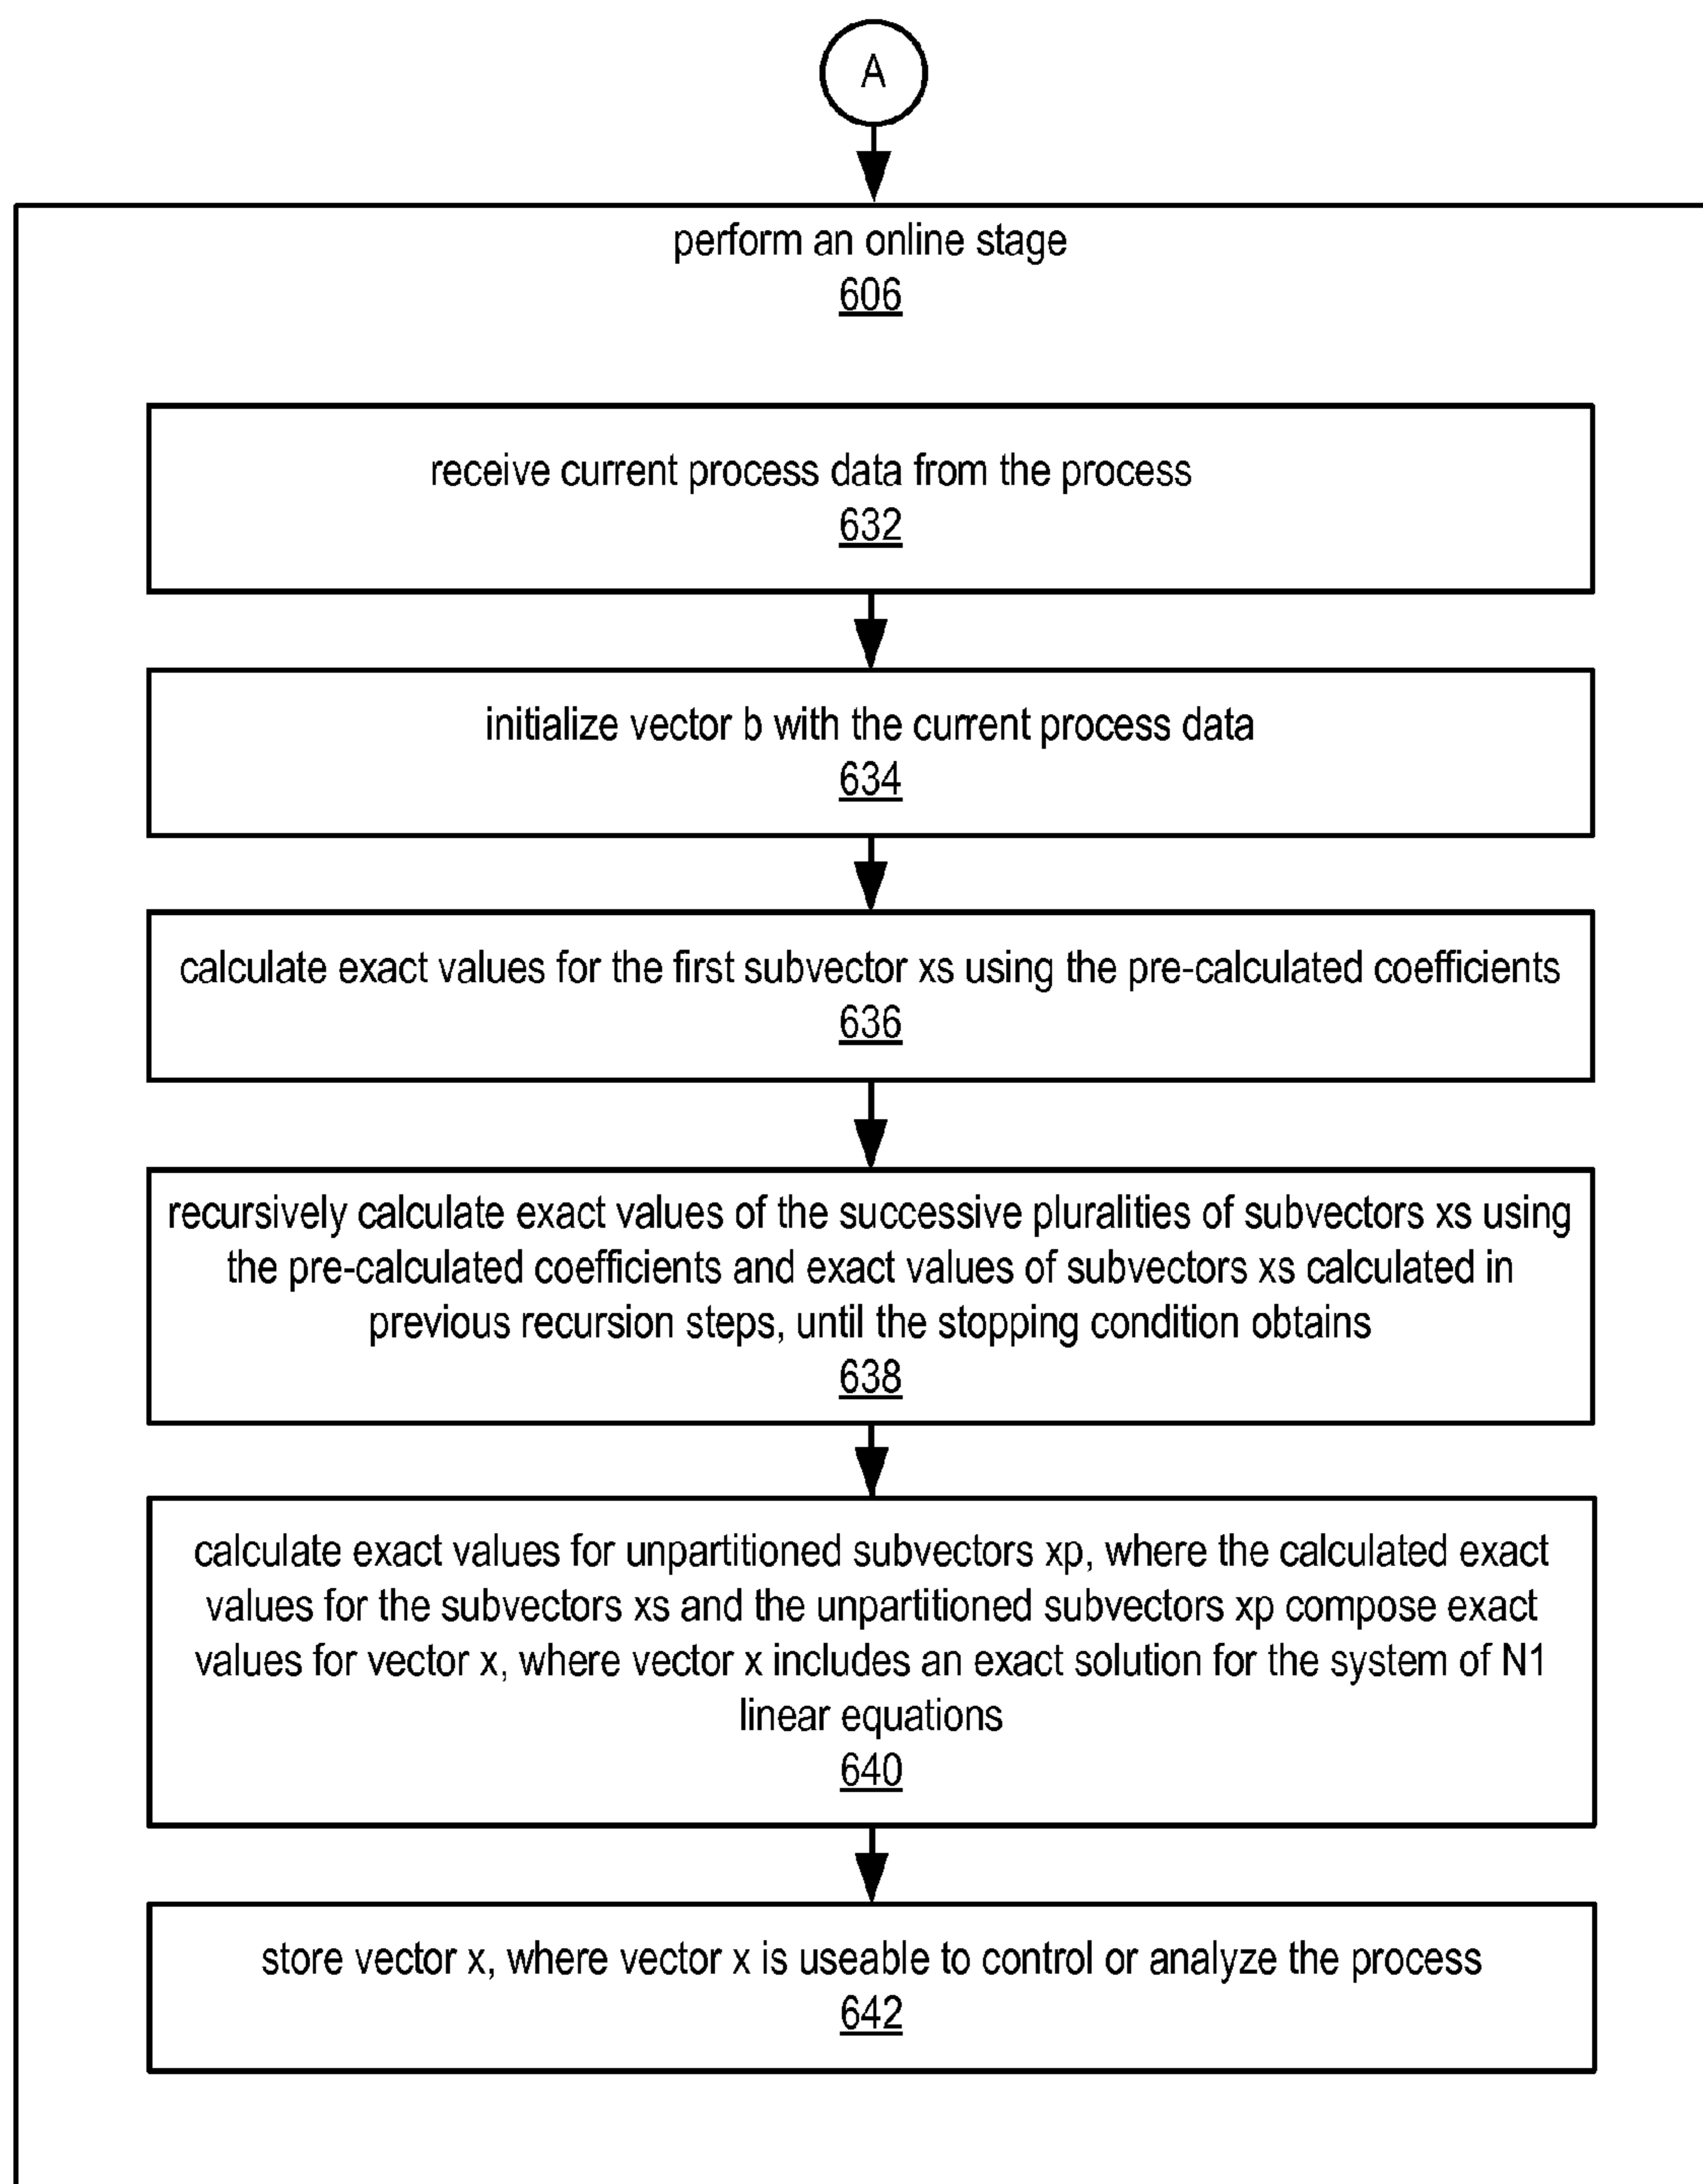 A
perform an online stage
606
receive current process data from the process
632
initialize vector b with the current process data
634
calculate exact values for the first subvector xs using the pre-calculated coefficients
636
recursively calculate exact values of the successive pluralities of subvectors xs using
the pre-calculated coefficients and exact values of subvectors xs calculated in
previous recursion steps, until the stopping condition obtains
638
calculate exact values for unpartitioned subvectors xp, where the calculated exact
values for the subvectors xs and the unpartitioned subvectors xp compose exact
values for vector x, where vector x includes an exact solution for the system of N1
linear equations
640
store vector x, where vector x is useable to control or analyze the process
642